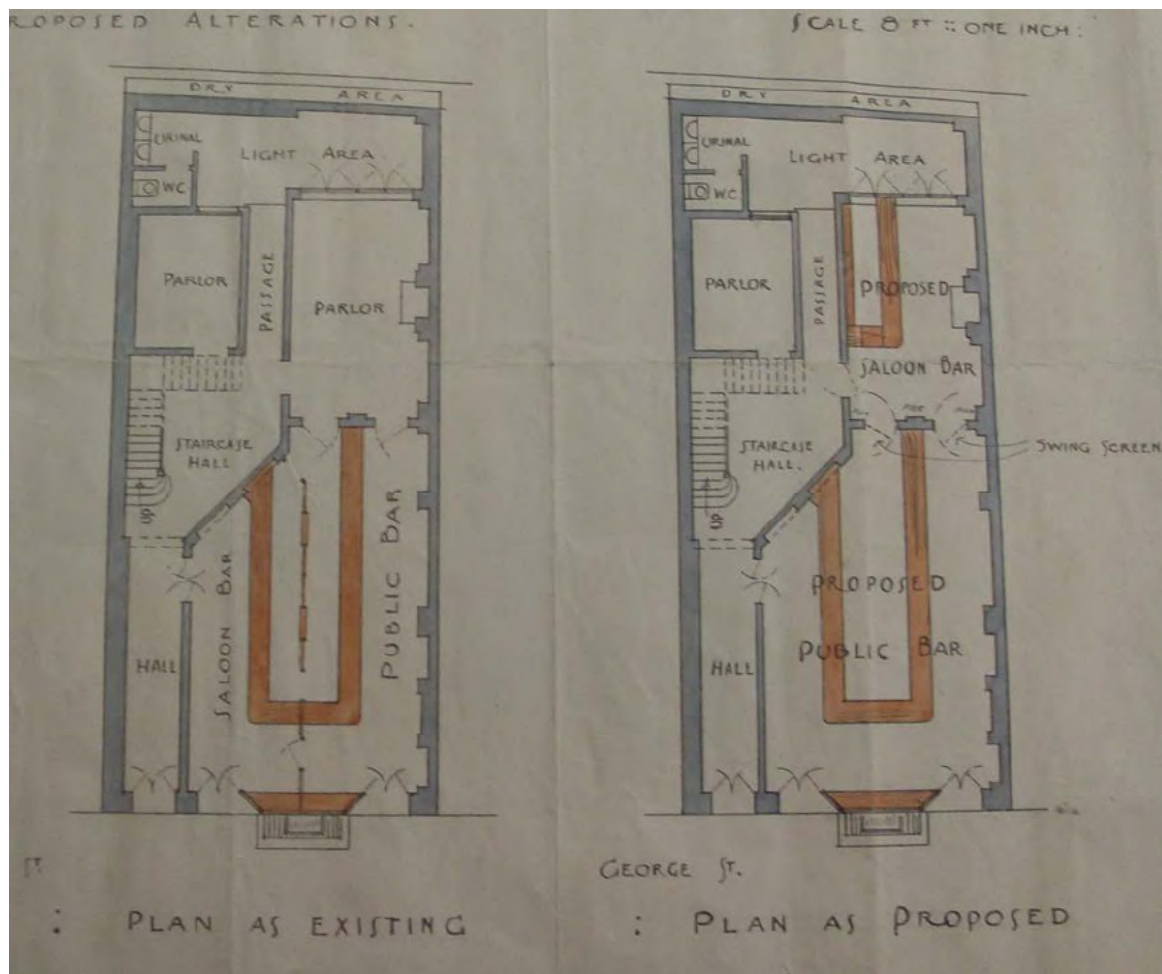 ROPOSED ALTERATIONS.
SCALE 8 FT :: ONE INCH :
DRY AREA
URINAL
LIGHT AREA
WC
PARLOR
PASSAGE
PARLOR
STAIRCASE
HALL
UP
SALOON BAR
PUBLIC BAR
HALL
ST.
: PLAN AS EXISTING
DRY AREA
URINAL
LIGHT AREA
W.C
PARLOR
PASSAGE
PROPOSED
SALOON BAR
SWING SCREEN
STAIRCASE
HALL.
UP
PROPOSED
PUBLIC BAR
HALL
GEORGE ST.
: PLAN AS PROPOSED